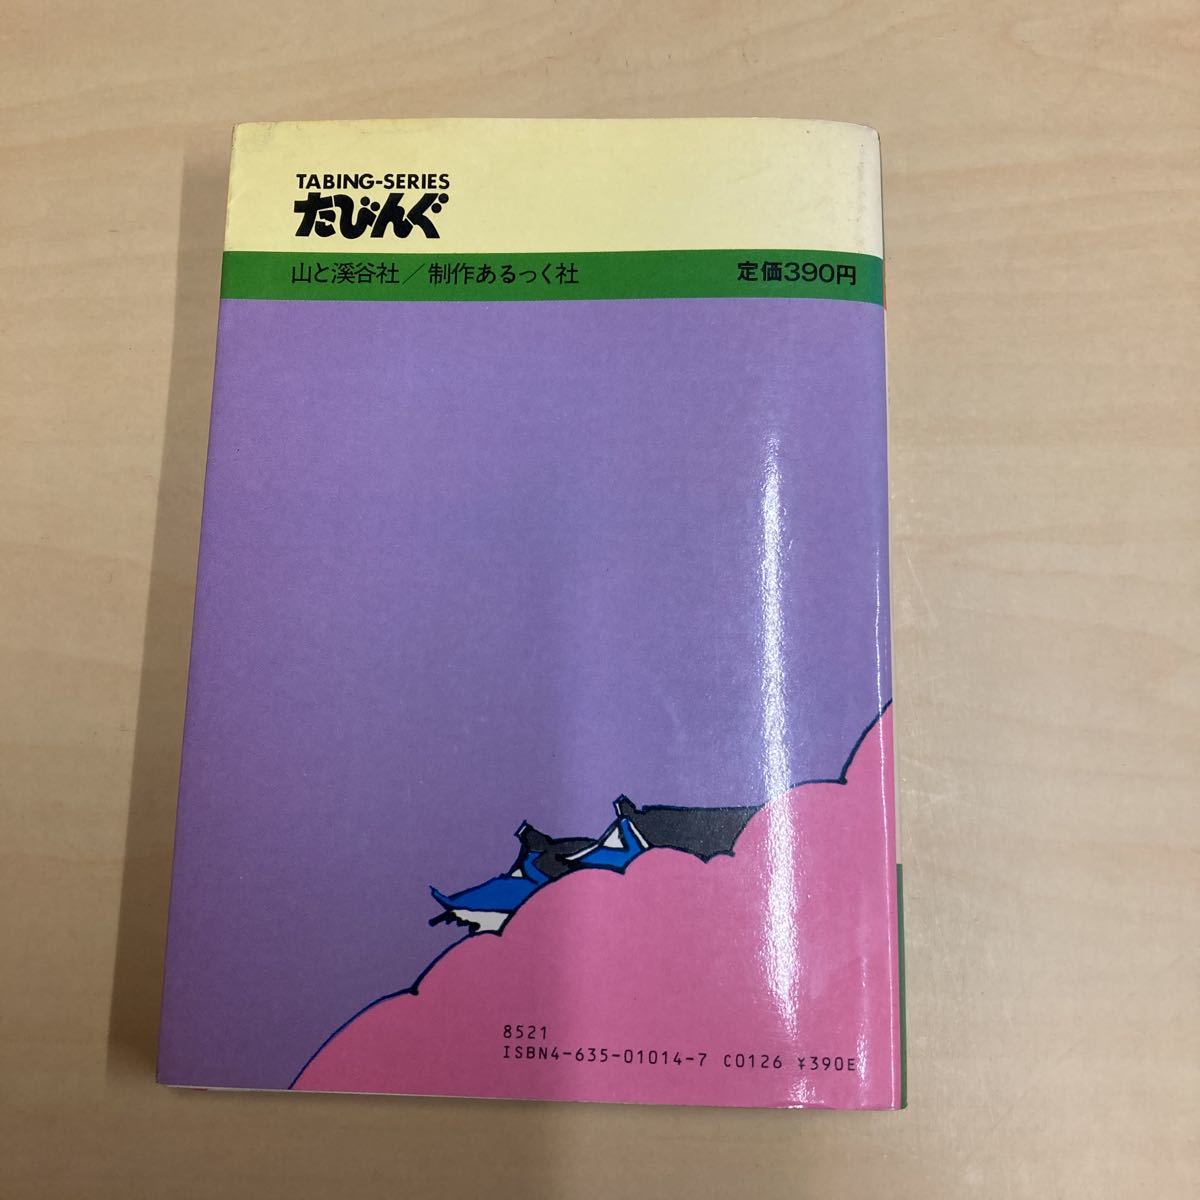 TABING-SERIES
たびんぐ
山と溪谷社／制作あるっく社
定価390円
8521
ISBN4-635-01014-7 C0126 ¥390E